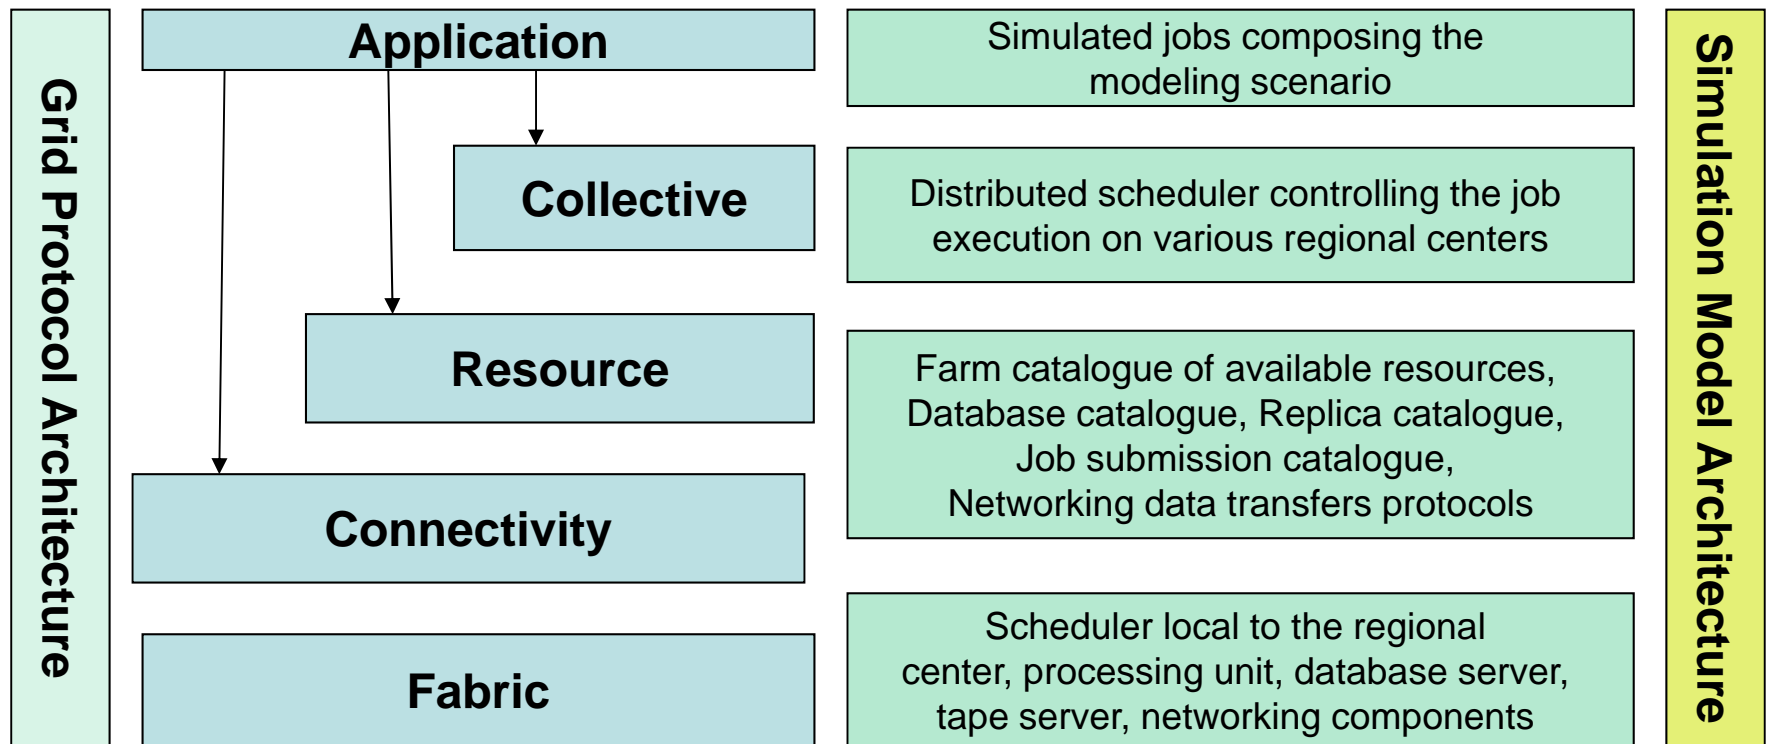 Grid Protocol Architecture
Application
Collective
Resource
Connectivity
Fabric
Simulated jobs composing the
modeling scenario
Distributed scheduler controlling the job
execution on various regional centers
Farm catalogue of available resources,
Database catalogue, Replica catalogue,
Job submission catalogue,
Networking data transfers protocols
Scheduler local to the regional
center, processing unit, database server,
tape server, networking components
Simulation Model Architecture